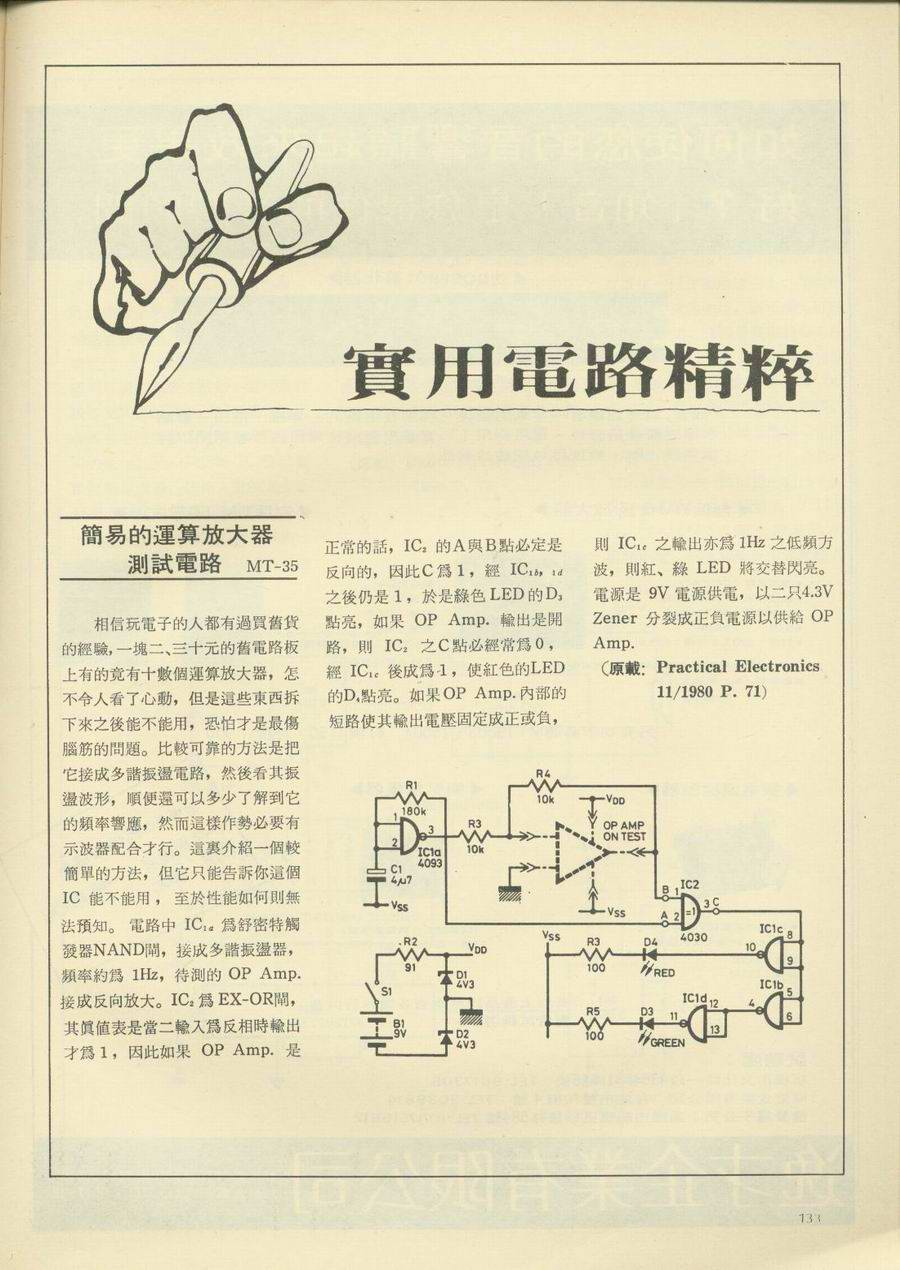 實用電路精粹
簡易的運算放大器
測試電路 MT-35
相信玩電子的人都有過買舊貨
的經驗,一塊二、三十元的舊電路板
上有的竟有十數個運算放大器，怎
不令人看了心動，但是這些東西拆
下來之後能不能用，恐怕才是最傷
腦筋的問題。比較可靠的方法是把
它接成多諧振盪電路，然後看其振
盪波形，順便還可以多少了解到它
的頻率響應，然而這樣作勢必要有
示波器配合才行。這裏介紹一個較
簡單的方法，但它只能告訴你這個
IC 能不能用，至於性能如何則無
法預知。電路中 IC₁a 爲舒密特觸
發器NAND閘，接成多諧振盪器，
頻率約爲 1Hz，待測的 OP Amp.
接成反向放大。IC₂ 爲 EX-OR閘，
其眞值表是當二輸入爲反相時輸出
才爲1，因此如果 OP Amp. 是
正常的話，IC₂ 的A與B點必定是
反向的，因此C爲1，經 IC₁b, ₁d
之後仍是1，於是綠色LED的D₃
點亮，如果 OP Amp. 輸出是開
路，則 IC₂ 之C點必經常爲0，
經 IC₁c 後成爲1，使紅色的LED
的D₄點亮。如果OP Amp.內部的
短路使其輸出電壓固定成正或負，
則 IC₁c 之輸出亦爲 1Hz 之低頻方
波，則紅、綠 LED 將交替閃亮。
電源是 9V 電源供電，以二只4.3V
Zener 分裂成正負電源以供給 OP
Amp.
（原載：Practical Electronics
11/1980 P. 71)
R1
180k
1
2
3
IC1a
4093
C1
4μ7
VSS
R3
10k
R4
10k
VDD
OP AMP
ON TEST
VSS
B 1
A 2
IC2
=1
3 C
4030
R2
91
VDD
S1
B1
9V
D1
4V3
D2
4V3
VSS
R3
100
D4
RED
10
IC1c
8
9
R5
100
D3
GREEN
11
IC1d
12
13
4
IC1b
5
6
133